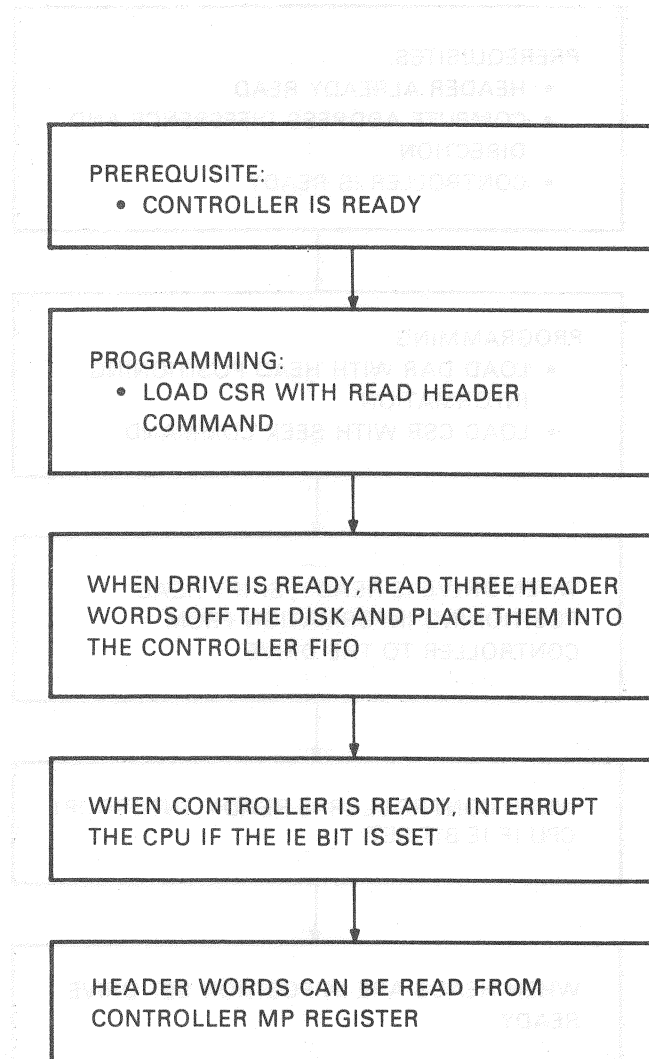 PREREQUISITE:
• CONTROLLER IS READY
PROGRAMMING:
• LOAD CSR WITH READ HEADER
COMMAND
WHEN DRIVE IS READY, READ THREE HEADER
WORDS OFF THE DISK AND PLACE THEM INTO
THE CONTROLLER FIFO
WHEN CONTROLLER IS READY, INTERRUPT
THE CPU IF THE IE BIT IS SET
HEADER WORDS CAN BE READ FROM
CONTROLLER MP REGISTER